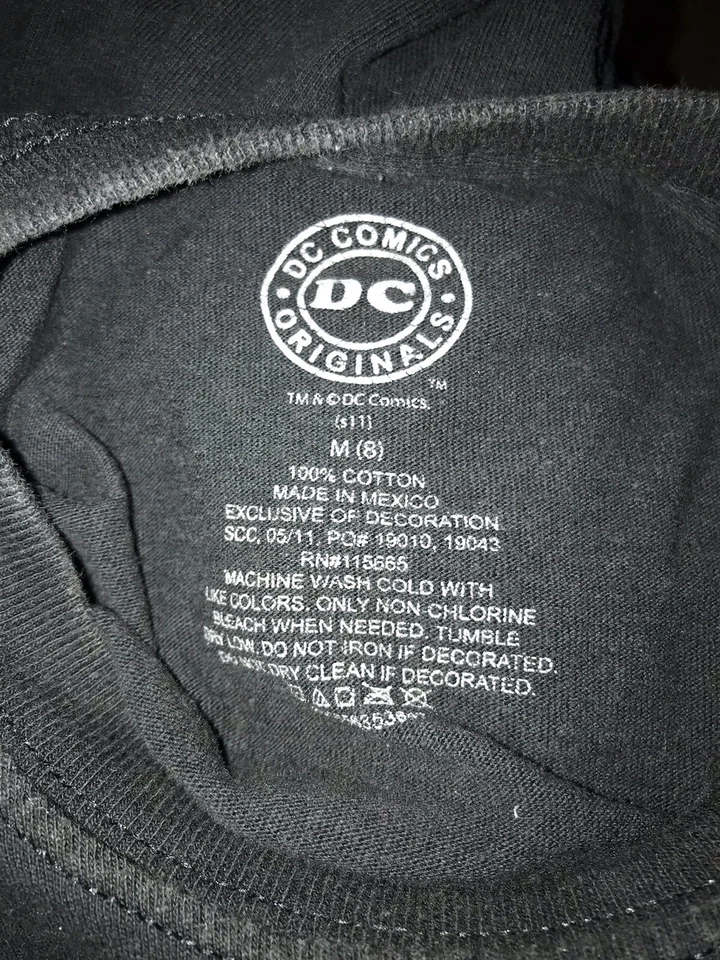 DC COMICS
DC
ORIGINALS
TM
TM & © DC Comics.
(s11)
M (8)
100% COTTON
MADE IN MEXICO
EXCLUSIVE OF DECORATION
SCC, 05/11, PO# 19010, 19043
RN#115665
MACHINE WASH COLD WITH
LIKE COLORS. ONLY NON CHLORINE
BLEACH WHEN NEEDED. TUMBLE
DRY LOW. DO NOT IRON IF DECORATED.
DO NOT DRY CLEAN IF DECORATED.